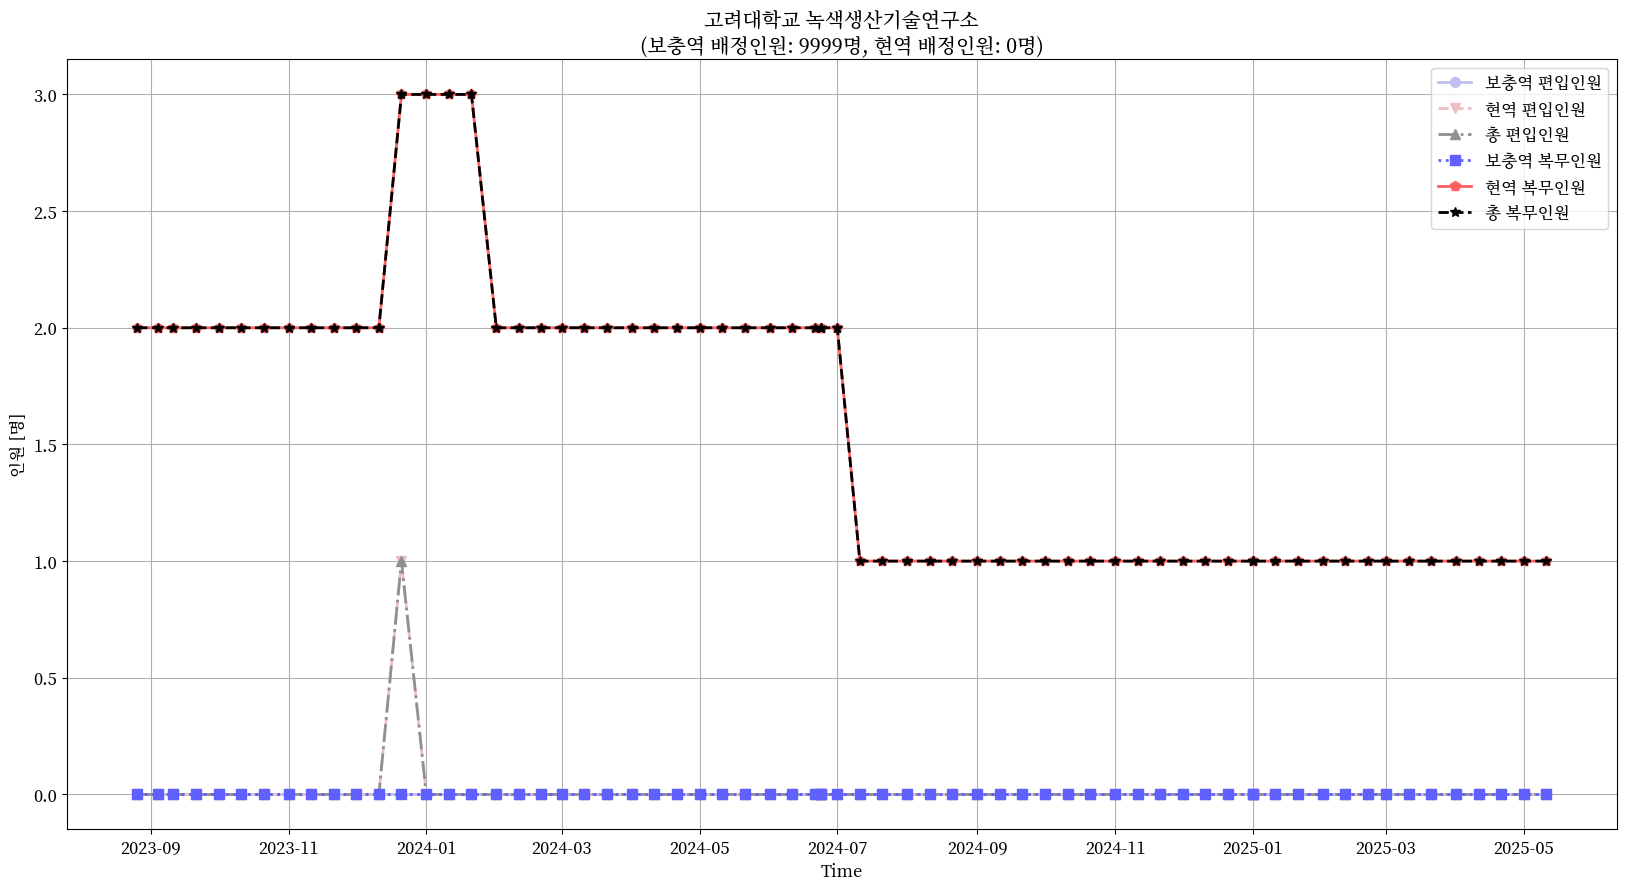 고려대학교 녹색생산기술연구소
(보충역 배정인원: 9999명, 현역 배정인원: 0명)
보충역 편입인원
현역 편입인원
총 편입인원
보충역 복무인원
현역 복무인원
총 복무인원
인원 [명]
3.0
2.5
2.0
1.5
1.0
0.5
0.0
2023-09 2023-11 2024-01 2024-03 2024-05 2024-07 2024-09 2024-11 2025-01 2025-03 2025-05
Time